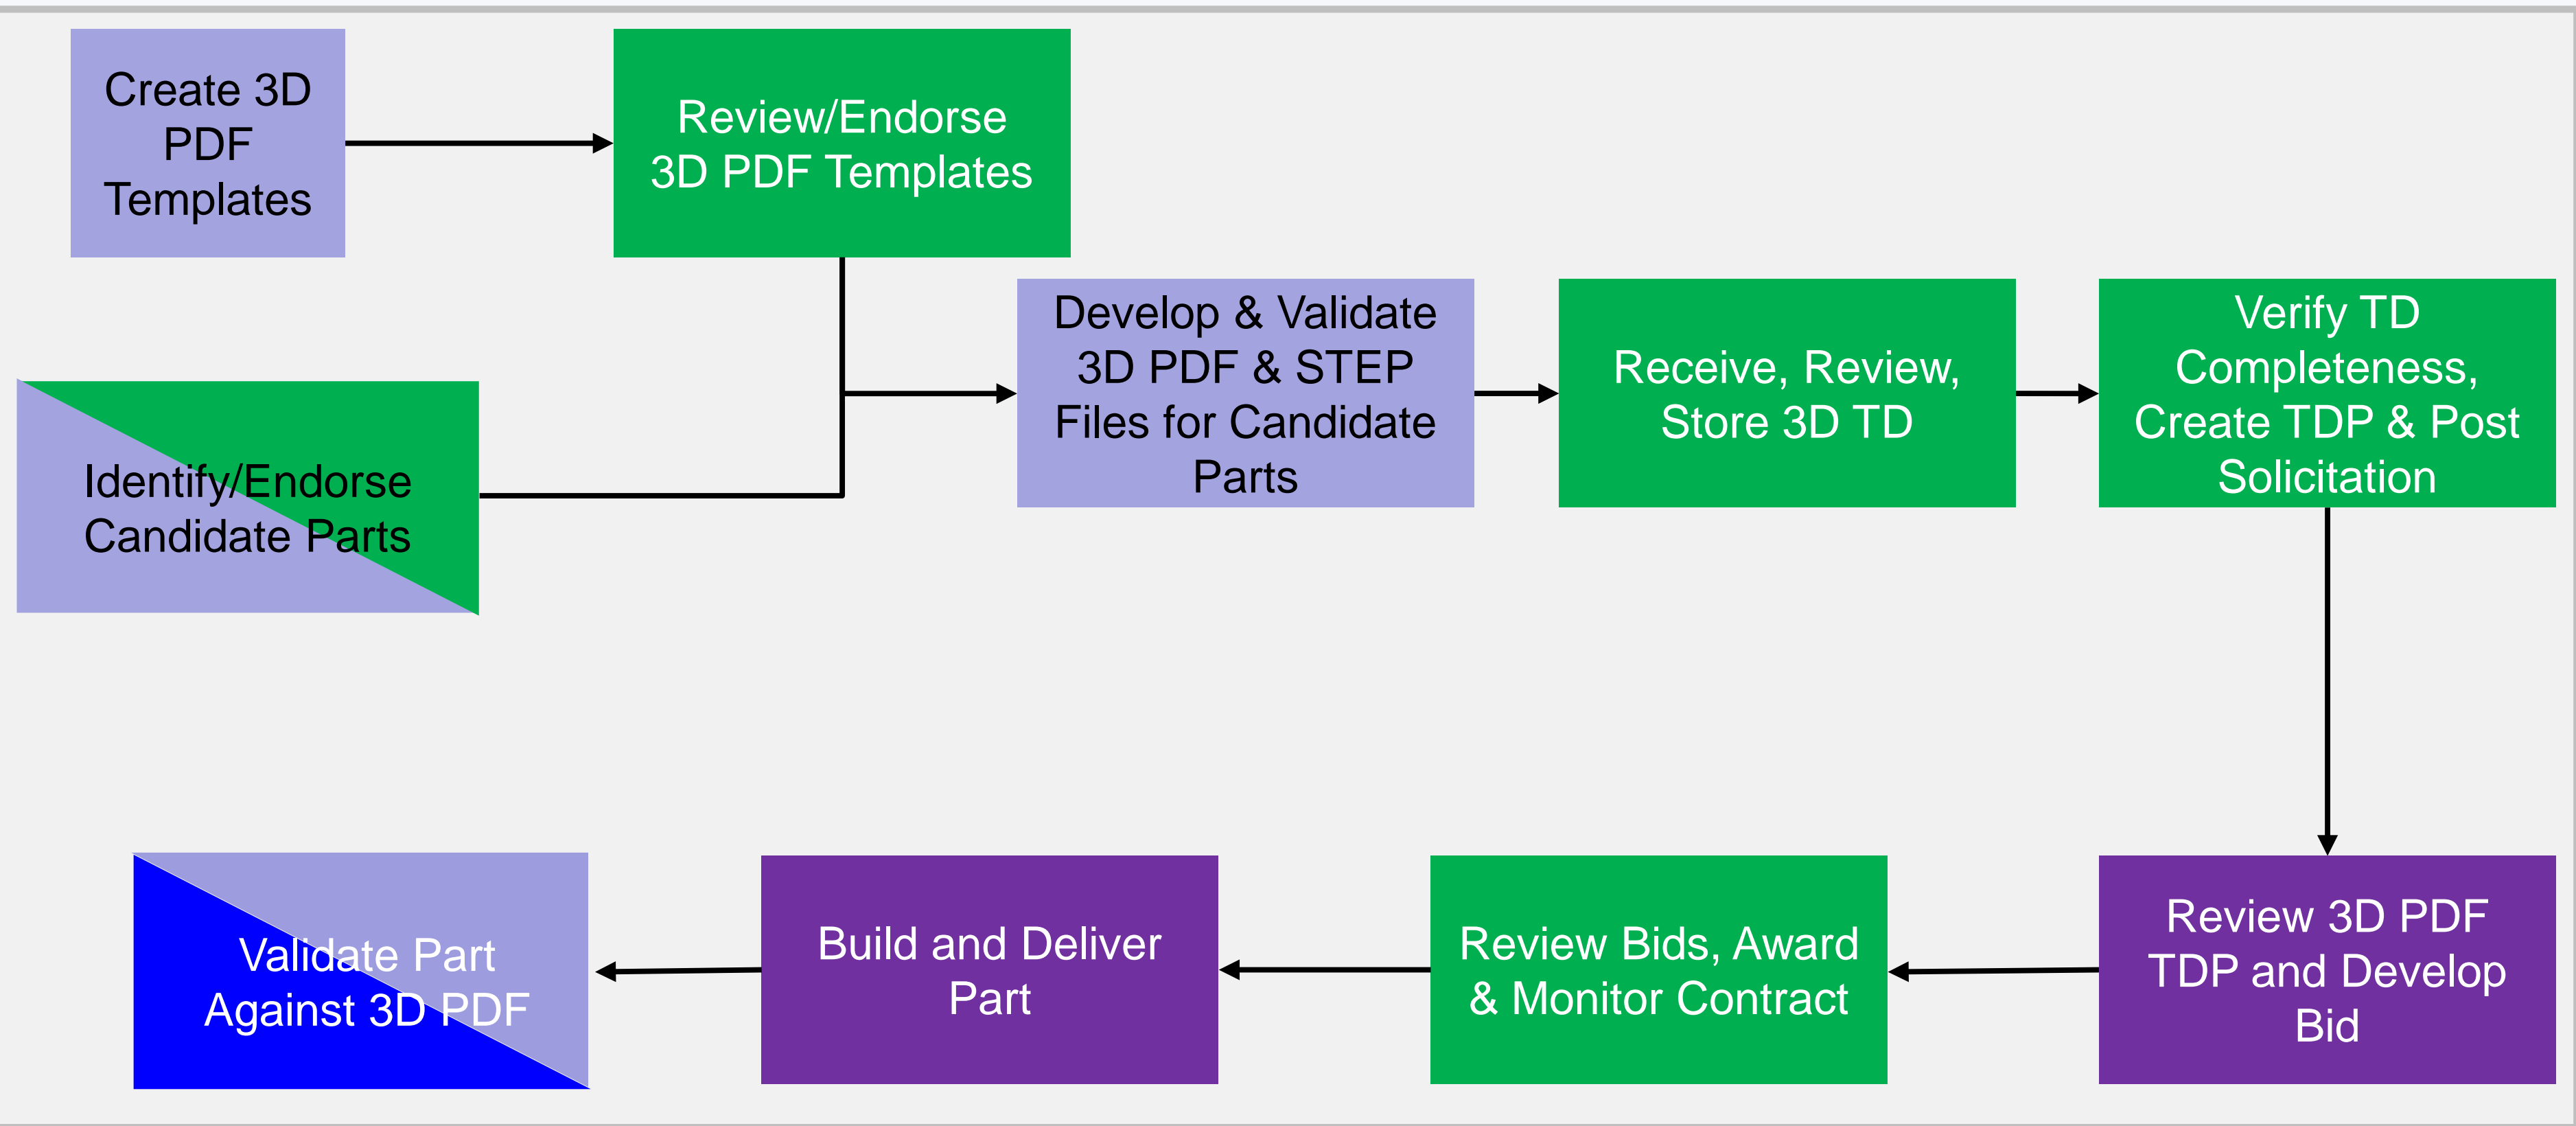 Create 3D
PDF
Templates
Review/Endorse
3D PDF Templates
Identify/Endorse
Candidate Parts
Develop & Validate
3D PDF & STEP
Files for Candidate
Parts
Receive, Review,
Store 3D TD
Verify TD
Completeness,
Create TDP & Post
Solicitation
Review 3D PDF
TDP and Develop
Bid
Review Bids, Award
& Monitor Contract
Build and Deliver
Part
Validate Part
Against 3D PDF